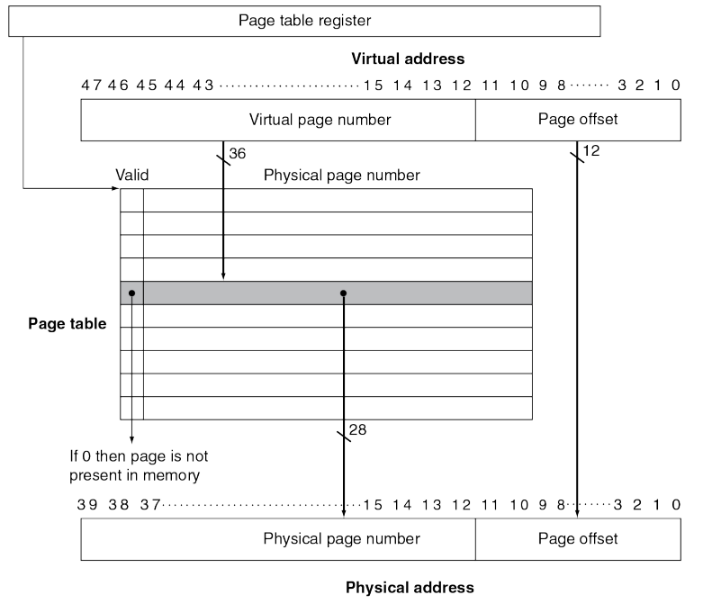 Page table register
Virtual address
47 46 45 44 43 ······················ 15 14 13 12 11 10 9 8 ······· 3 2 1 0
Virtual page number Page offset
36 12
Valid Physical page number
Page table
28
If 0 then page is not
present in memory
39 38 37 ······························ 15 14 13 12 11 10 9 8 ······· 3 2 1 0
Physical page number Page offset
Physical address